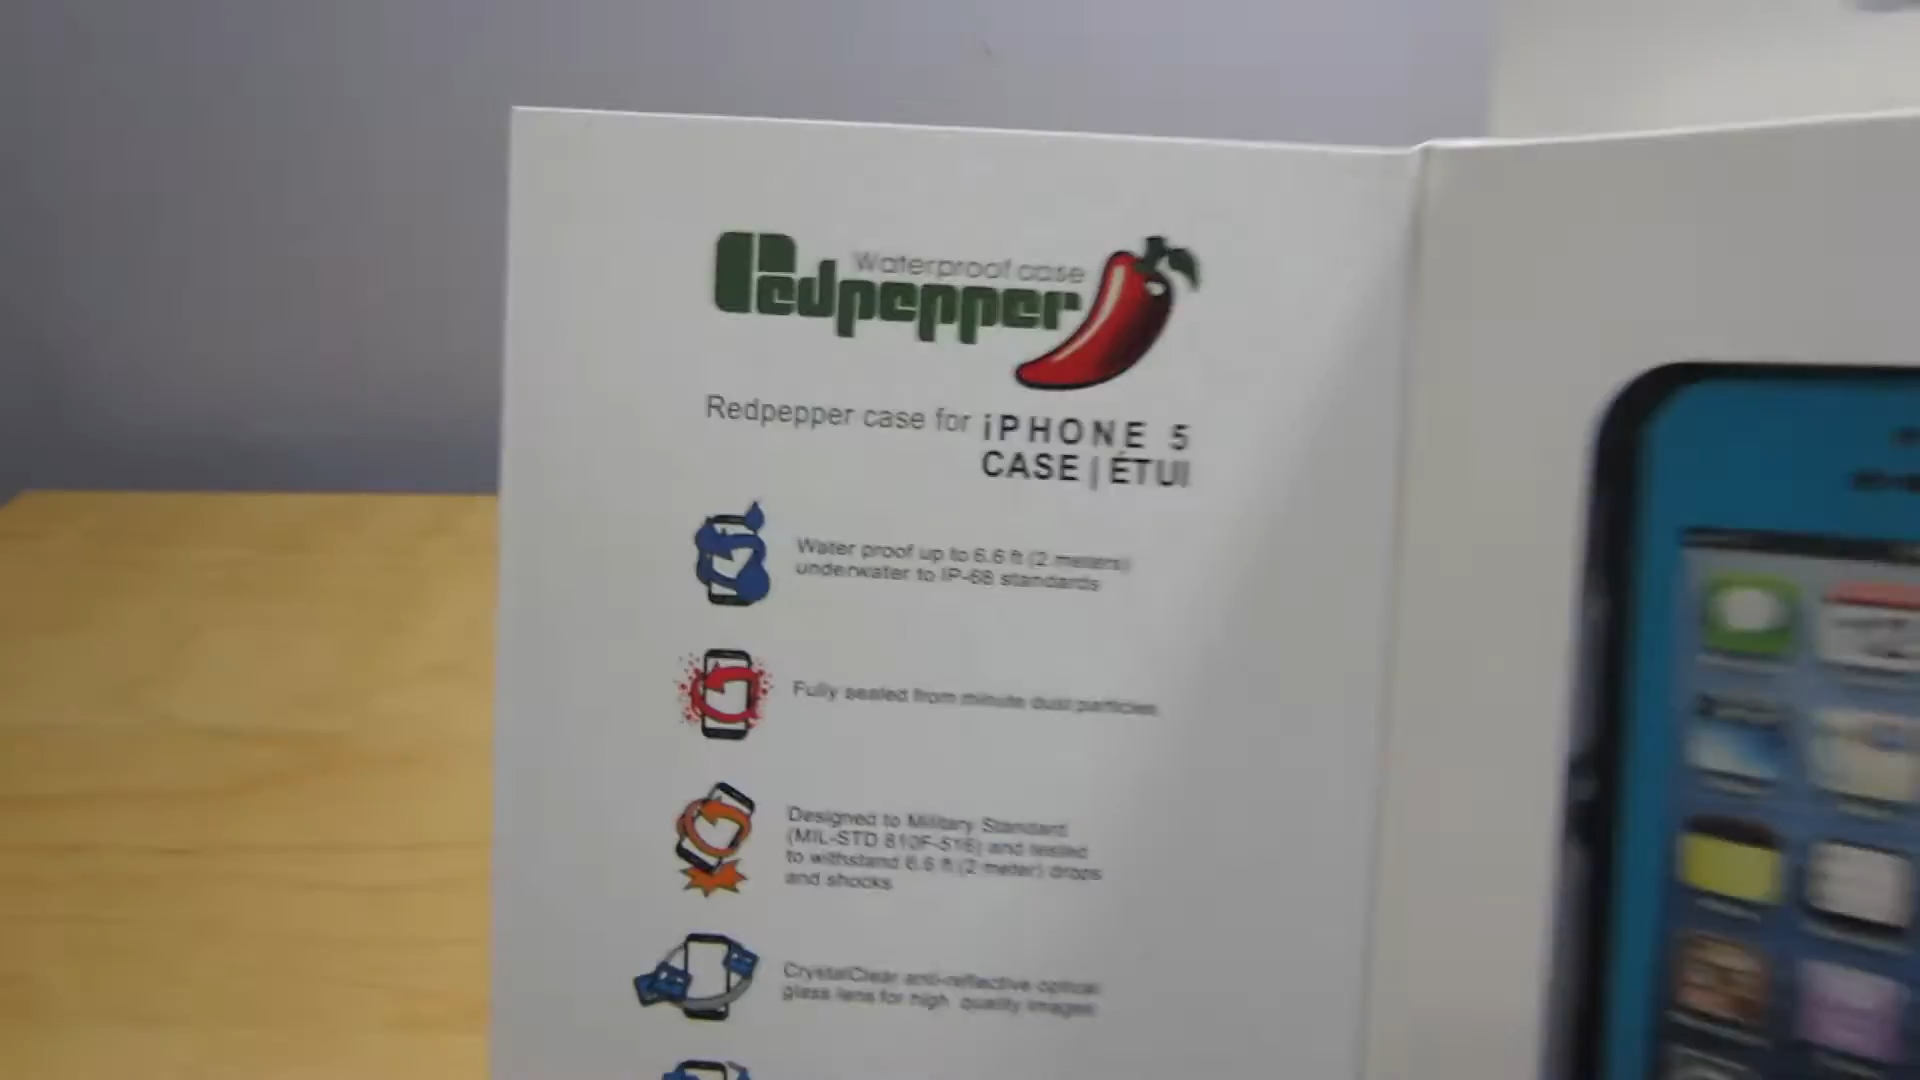 Waterproof case
Redpepper
Redpepper case for iPHONE 5
CASE | ÉTUI
Water proof up to 6.6 ft (2 meters)
underwater to IP-68 standards
Fully sealed from minute dust particles
Designed to Military Standard
(MIL-STD 810F-516) and tested
to withstand 6.6 ft (2 meter) drops
and shocks
CrystalClear anti-reflective optical
glass lens for high quality images